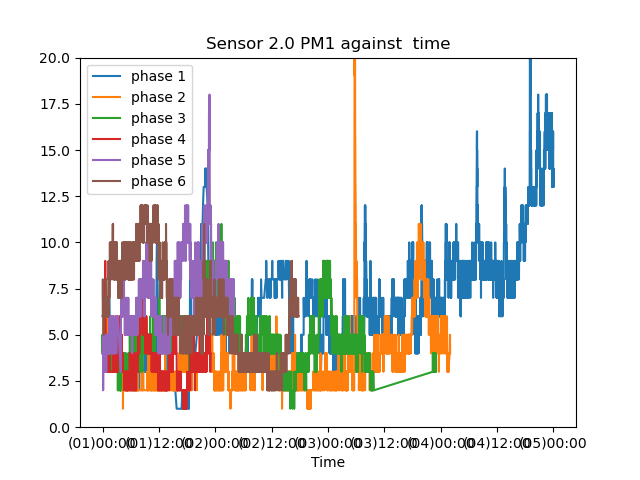 Sensor 2.0 PM1 against  time
20.0
17.5
15.0
12.5
10.0
7.5
5.0
2.5
0.0
phase 1
phase 2
phase 3
phase 4
phase 5
phase 6
(01)00:00 (01)12:00 (02)00:00 (02)12:00 (03)00:00 (03)12:00 (04)00:00 (04)12:00 (05)00:00
Time